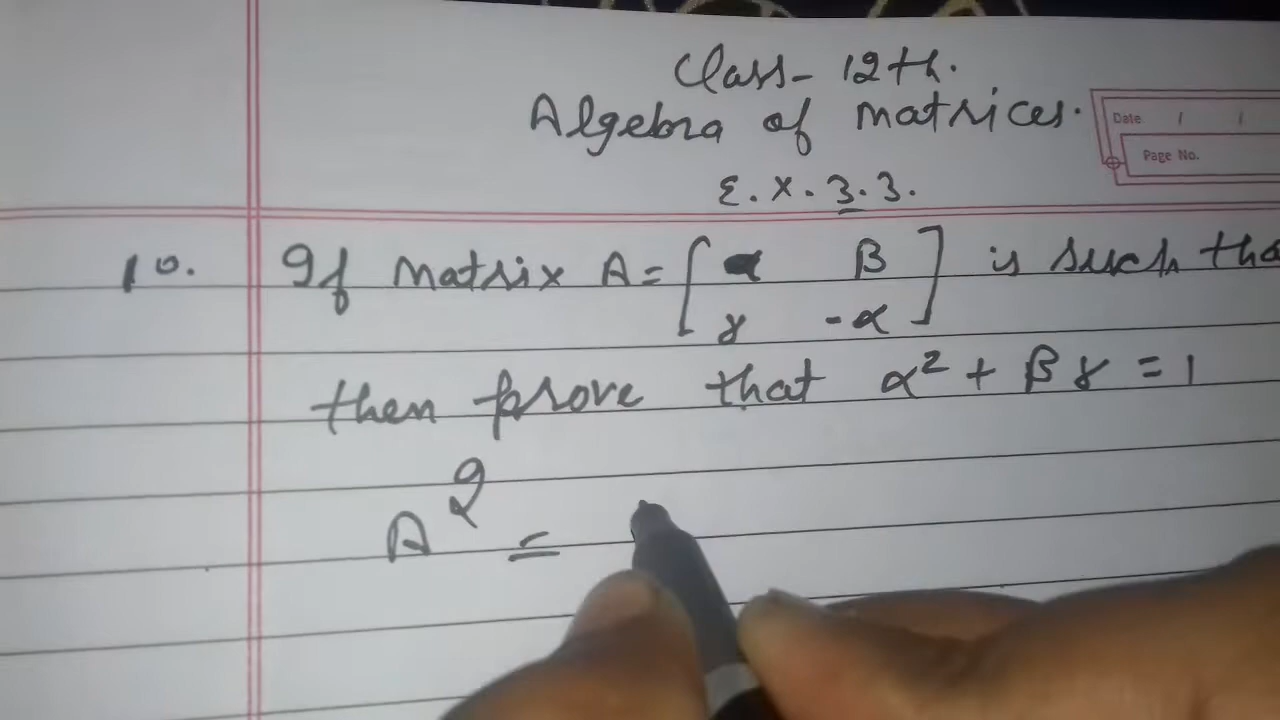 Class- 12th.
Algebra of matrices.
Date / /
Page No.
E.x.3.3.
10. If matrix A = [α β] is such tha
γ -α
then prove that α² + βγ = 1
A² =